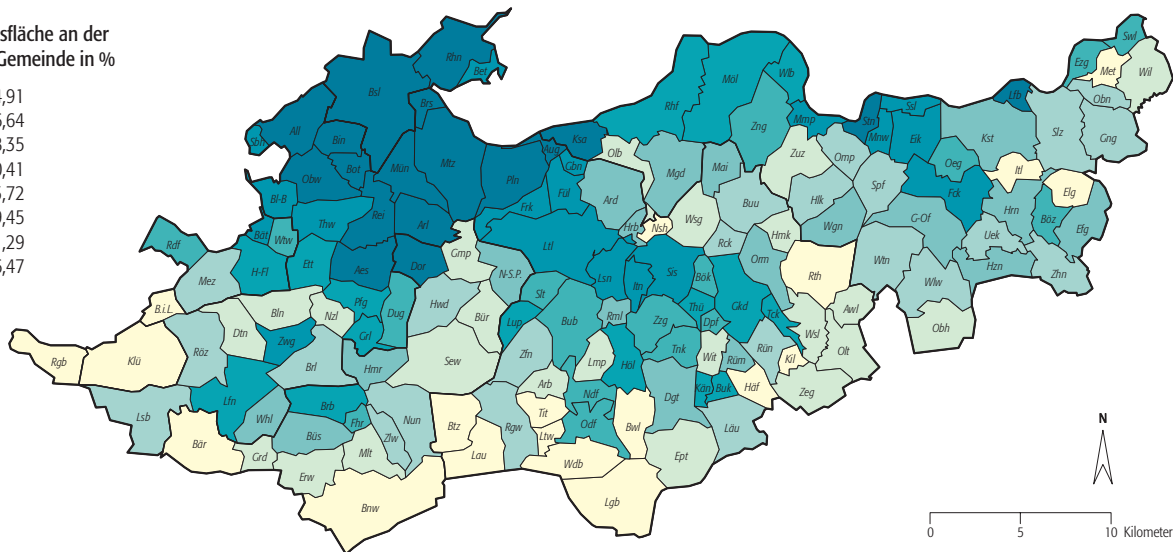 sfläche an der
Gemeinde in %
4,91
,64
,35
,41
,72
,45
,29
,47
Swl
Rhn
Ezg
Met
Wil
Bet
Möl
Wlb
Bsl
Lfb
Obn
Brs
Rhf
Ssl
Mmp
Stn
Slz
Gng
Zng
Mnw
Eik
Kst
Sbh
All
Bin
Ksa
Aug
Olb
Zuz
Omp
Oeg
Bot
Mün
Mtz
Gbn
Mgd
Mai
Itl
Obw
Pln
Spf
Elg
Bl-B
Fül
Ard
Hlk
Fck
Frk
Buu
Hrn
Böz
Rei
Wsg
G-Of
Thw
Arl
Hrb
Nsh
Wgn
Efg
Bät
Wtw
Hmk
Uek
Rdf
Ltl
Rck
Gmp
Orm
Wtn
Hzn
Mez
H-Fl
Ett
Aes
Dor
Rth
Zhn
N-S.P.
Lsn
Itn
Sis
Bök
Wlw
Slt
Pfg
B.i.L.
Bln
Hwd
Dug
Nzl
Bür
Rml
Thü
Gkd
Awl
Obh
Lup
Bub
Zzg
Dpf
Tck
Dtn
Zwg
Grl
Wsl
Klü
Röz
Zfn
Tnk
Rün
Olt
Rgb
Brl
Hmr
Sew
Lmp
Höl
Wit
Rüm
Kil
Arb
Kän
Buk
Häf
Zeg
Lfn
Brb
Ndf
Dgt
Lsb
Whl
Fhr
Nun
Tit
Büs
Btz
Rgw
Odf
Bwl
Läu
Zlw
Ltw
Bär
Grd
Mlt
Lau
Ept
Erw
Wdb
Lgb
Bnw
N
0 5 10 Kilometer